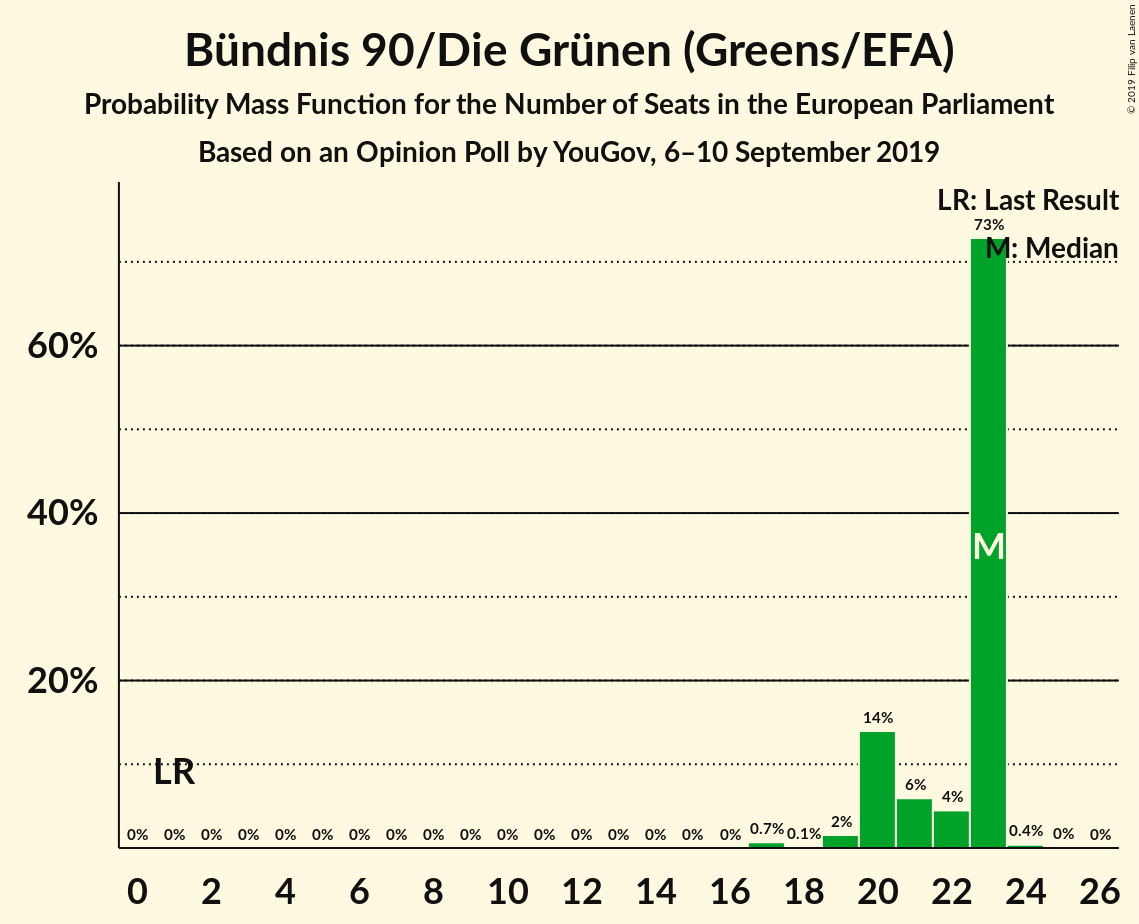 Bündnis 90/Die Grünen (Greens/EFA)
Probability Mass Function for the Number of Seats in the European Parliament
Based on an Opinion Poll by YouGov, 6–10 September 2019
© 2019 Filip van Laenen
LR: Last Result
M: Median
73%
60%
40%
M
20%
14%
LR
6%
4%
0% 0% 0% 0% 0% 0% 0% 0% 0% 0% 0% 0% 0% 0% 0% 0% 0% 0.7% 0.1% 2% 0.4% 0% 0%
0 2 4 6 8 10 12 14 16 18 20 22 24 26